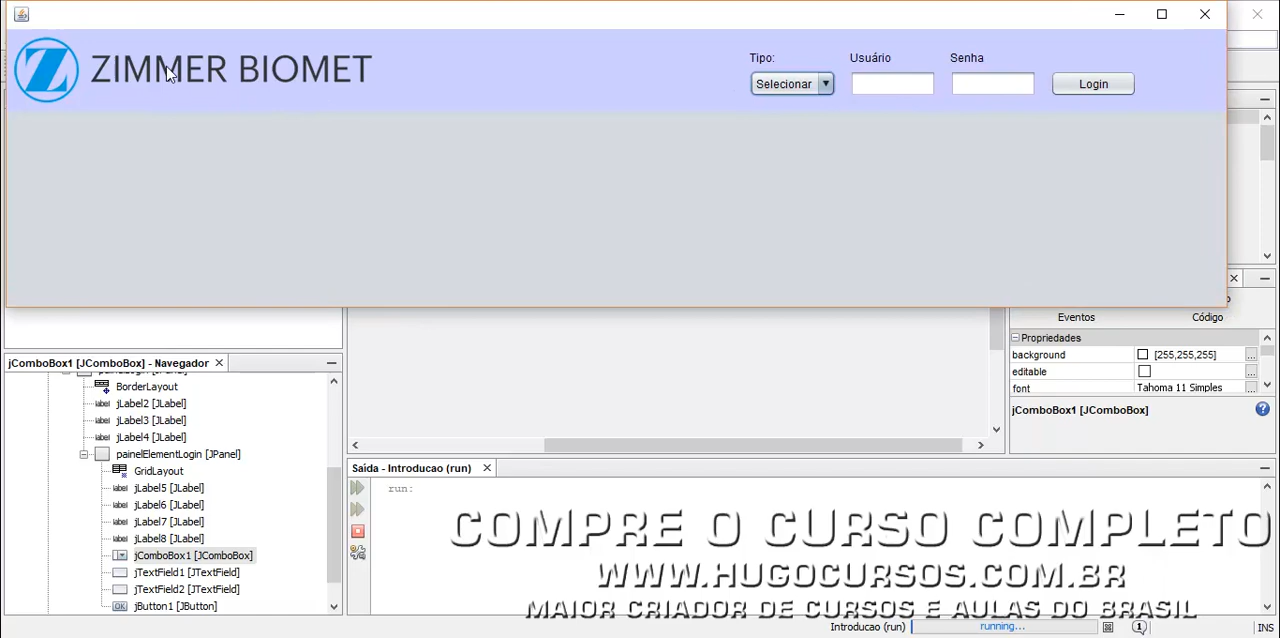 ZIMMER BIOMET
Tipo: Usuário Senha
Selecionar Login
Eventos Código
Propriedades
background [255,255,255] ...
editable ...
font Tahoma 11 Simples ...
jComboBox1 [JComboBox]
jComboBox1 [JComboBox] - Navegador
BorderLayout
jLabel2 [JLabel]
jLabel3 [JLabel]
jLabel4 [JLabel]
painelElementLogin [JPanel]
GridLayout
jLabel5 [JLabel]
jLabel6 [JLabel]
jLabel7 [JLabel]
jLabel8 [JLabel]
jComboBox1 [JComboBox]
jTextField1 [JTextField]
jTextField2 [JTextField]
jButton1 [JButton]
Saída - Introducao (run)
run:
COMPRE O CURSO COMPLETO
WWW.HUGOCURSOS.COM.BR
MAIOR CRIADOR DE CURSOS E AULAS DO BRASIL
Introducao (run) running... 1 INS